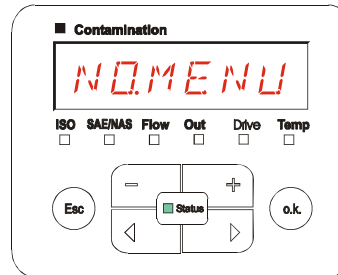 Contamination
NO.MENU
ISO SAE/NAS Flow Out Drive Temp
− +
Esc Status o.k.